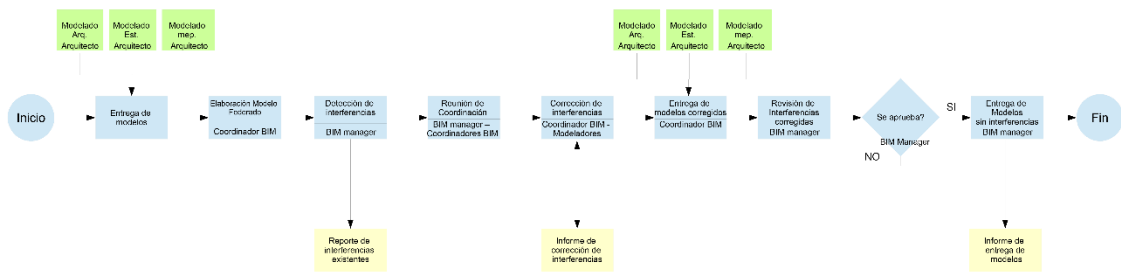 Modelado
Arq.
Arquitecto
Modelado
Est.
Arquitecto
Modelado
mep.
Arquitecto
Modelado
Arq.
Arquitecto
Modelado
Est.
Arquitecto
Modelado
mep.
Arquitecto
Inicio
Entrega de
modelos
Elaboración Modelo
Federado
Coordinador BIM
Detección de
interferencias
BIM manager
Reunión de
Coordinación
BIM manager –
Coordinadores BIM
Corrección de
interferencias
Coordinador BIM -
Modeladores
Entrega de
modelos corregidos
Coordinador BIM
Revisión de
Interferencias
corregidas
BIM manager
Se aprueba?
BIM Manager
SI
NO
Entrega de
Modelos
sin interferencias
BIM manager
Fin
Reporte de
interferencias
existentes
Informe de
corrección de
interferencias
Informe de
entrega de
modelos